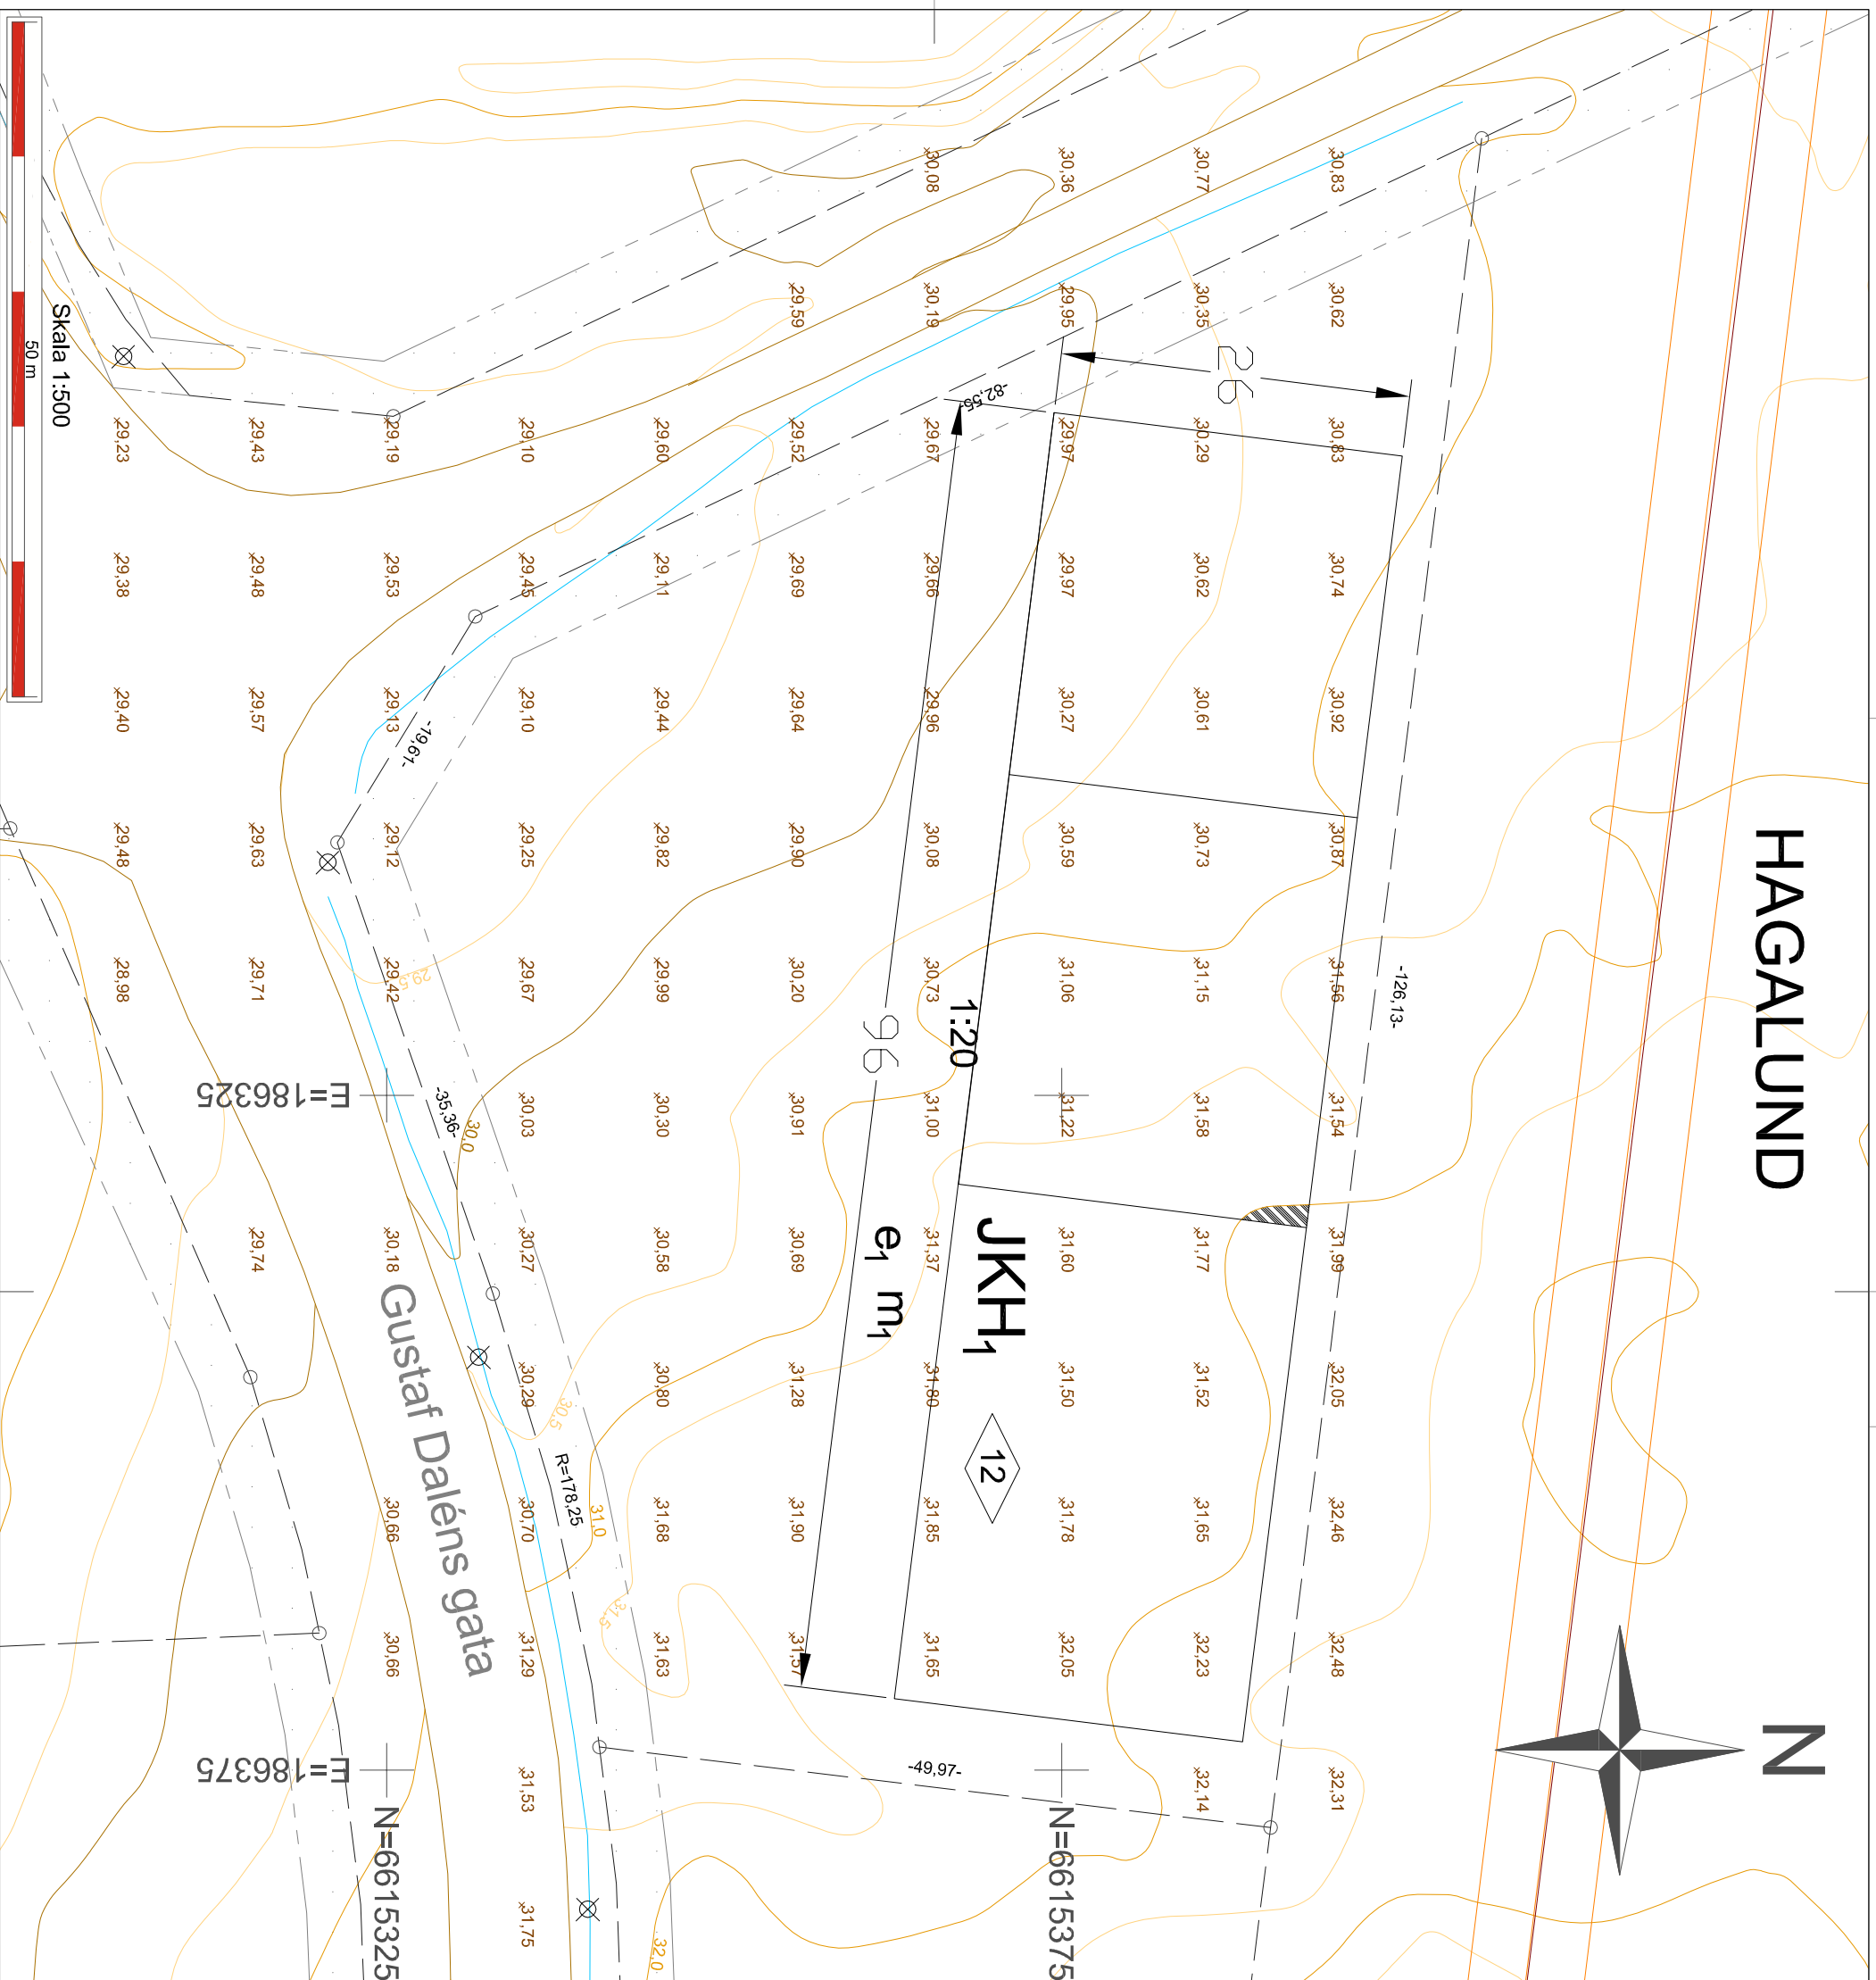 N
HAGALUND
-126,13-
30,83 30,62 30,83 30,74 30,92 30,87 31,56 31,54 31,99 32,05 32,46 32,48 32,31
26
30,77 30,35 30,29 30,62 30,61 30,73 31,15 31,58 31,77 31,52 31,65 32,23 32,14
30,36 29,95 29,97 29,97 30,27 30,59 31,06 31,22 31,60 31,50 31,78 32,05
N=6615375
-82,55-
1:20
JKH1
12
30,08 30,19 29,67 29,66 29,96 30,08 30,73 31,00 31,37 31,80 31,85 31,65
-49,97-
96
e1 m1
29,59 29,52 29,69 29,64 29,90 30,20 30,91 30,69 31,28 31,90 31,57
29,60 29,11 29,44 29,82 29,99 30,30 30,58 30,80 31,68 31,63
32,0
31,5
31,0
R=178,25
30,5
29,10 29,45 29,10 29,25 29,67 30,03 30,27 30,29 30,70 31,29 31,53 31,75
30,0
-35,36-
-19,61-
29,5
29,19 29,53 29,13 29,12 29,42 30,18 30,66 30,66
N=6615325
Gustaf Daléns gata
E=186325
E=186375
29,43 29,48 29,57 29,63 29,71 29,74
29,23 29,38 29,40 29,48 28,98
Skala 1:500
50 m